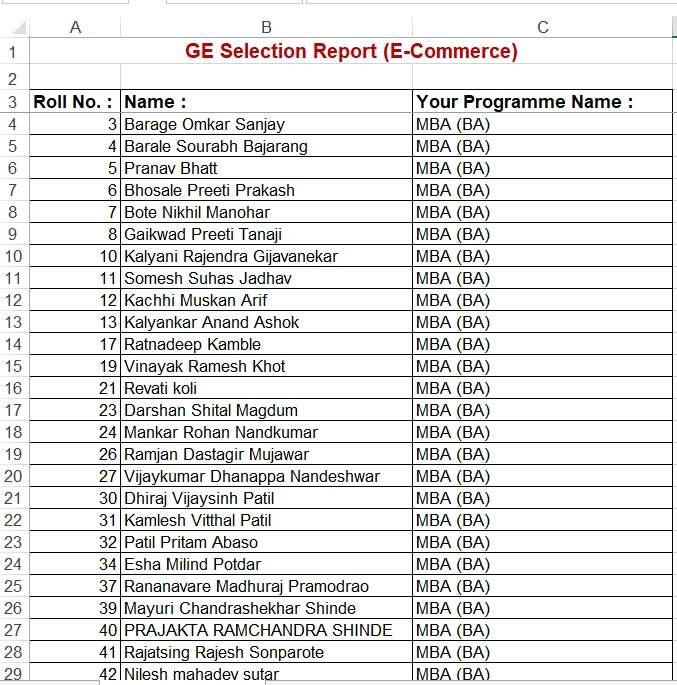 A B C
1 GE Selection Report (E-Commerce)
2
3 Roll No. : Name : Your Programme Name :
4 3 Barage Omkar Sanjay MBA (BA)
5 4 Barale Sourabh Bajarang MBA (BA)
6 5 Pranav Bhatt MBA (BA)
7 6 Bhosale Preeti Prakash MBA (BA)
8 7 Bote Nikhil Manohar MBA (BA)
9 8 Gaikwad Preeti Tanaji MBA (BA)
10 10 Kalyani Rajendra Gijavanekar MBA (BA)
11 11 Somesh Suhas Jadhav MBA (BA)
12 12 Kachhi Muskan Arif MBA (BA)
13 13 Kalyankar Anand Ashok MBA (BA)
14 17 Ratnadeep Kamble MBA (BA)
15 19 Vinayak Ramesh Khot MBA (BA)
16 21 Revati koli MBA (BA)
17 23 Darshan Shital Magdum MBA (BA)
18 24 Mankar Rohan Nandkumar MBA (BA)
19 26 Ramjan Dastagir Mujawar MBA (BA)
20 27 Vijaykumar Dhanappa Nandeshwar MBA (BA)
21 30 Dhiraj Vijaysinh Patil MBA (BA)
22 31 Kamlesh Vitthal Patil MBA (BA)
23 32 Patil Pritam Abaso MBA (BA)
24 34 Esha Milind Potdar MBA (BA)
25 37 Rananavare Madhuraj Pramodrao MBA (BA)
26 39 Mayuri Chandrashekhar Shinde MBA (BA)
27 40 PRAJAKTA RAMCHANDRA SHINDE MBA (BA)
28 41 Rajatsing Rajesh Sonparote MBA (BA)
29 42 Nilesh mahadev sutar MBA (BA)